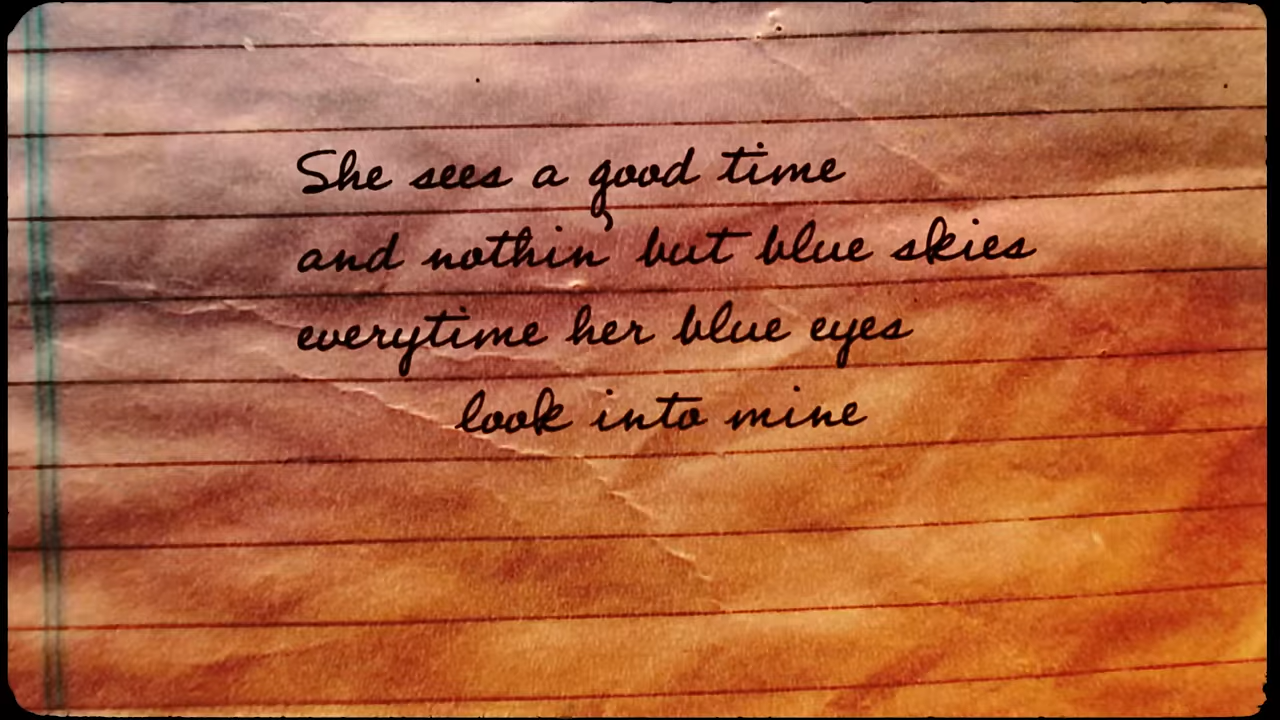 She sees a good time
and nothin' but blue skies
everytime her blue eyes
look into mine